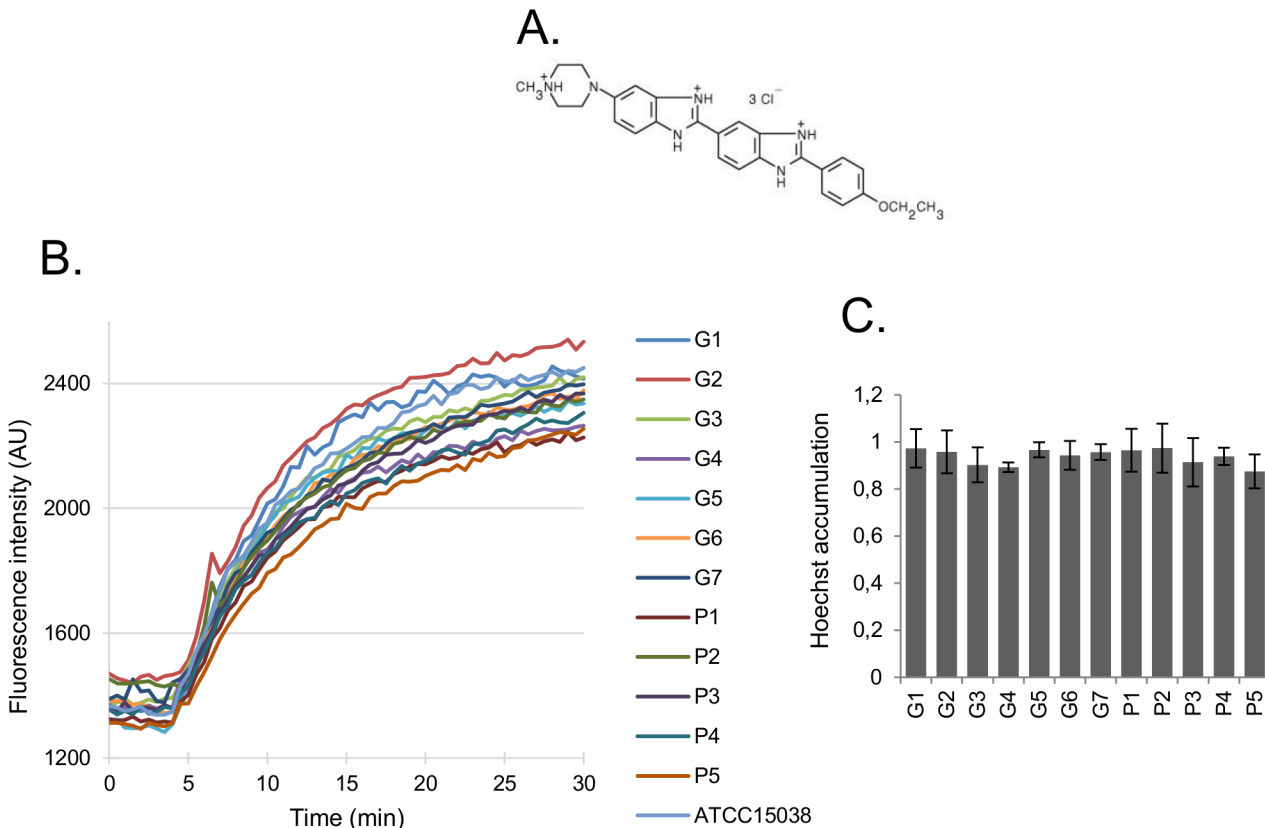 A.
CH3NH+
N
NH+
N
H
3 Cl−
NH+
N
H
OCH2CH3
B.
Fluorescence intensity (AU)
2400
2000
1600
1200
0 5 10 15 20 25 30
Time (min)
G1
G2
G3
G4
G5
G6
G7
P1
P2
P3
P4
P5
ATCC15038
C.
Hoechst accumulation
1,2
1
0,8
0,6
0,4
0,2
0
G1 G2 G3 G4 G5 G6 G7 P1 P2 P3 P4 P5